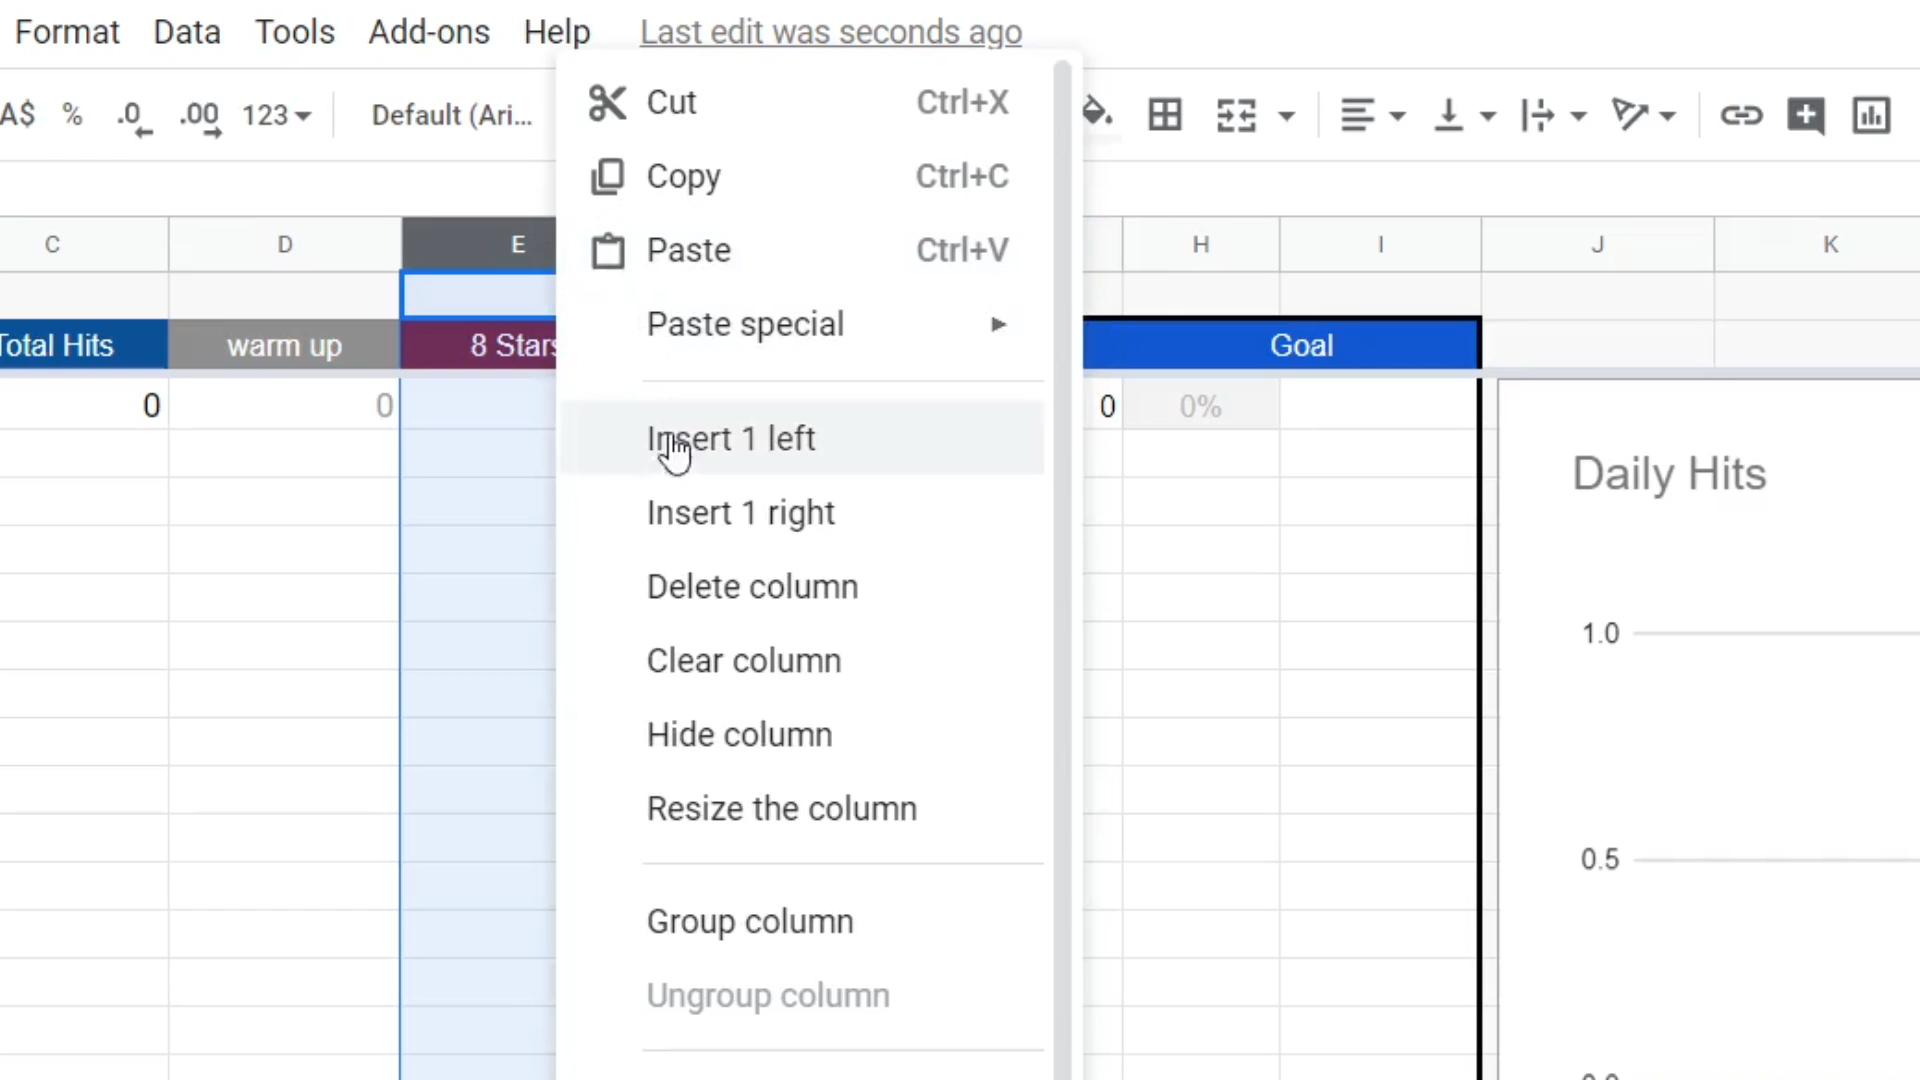 Format Data Tools Add-ons Help Last edit was seconds ago
A$ % .0 .00 123 Default (Ari...
Cut Ctrl+X
Copy Ctrl+C
Paste Ctrl+V
Paste special
Insert 1 left
Insert 1 right
Delete column
Clear column
Hide column
Resize the column
Group column
Ungroup column
C D E H I J K
Total Hits warm up 8 Stars Goal
0 0 0 0%
Daily Hits
1.0
0.5